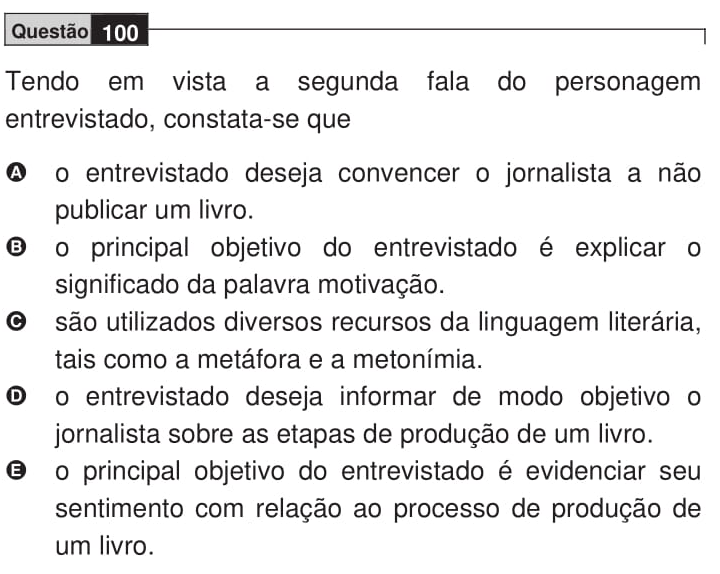 Questão 100
Tendo em vista a segunda fala do personagem
entrevistado, constata-se que
A o entrevistado deseja convencer o jornalista a não
publicar um livro.
B o principal objetivo do entrevistado é explicar o
significado da palavra motivação.
C são utilizados diversos recursos da linguagem literária,
tais como a metáfora e a metonímia.
D o entrevistado deseja informar de modo objetivo o
jornalista sobre as etapas de produção de um livro.
E o principal objetivo do entrevistado é evidenciar seu
sentimento com relação ao processo de produção de
um livro.